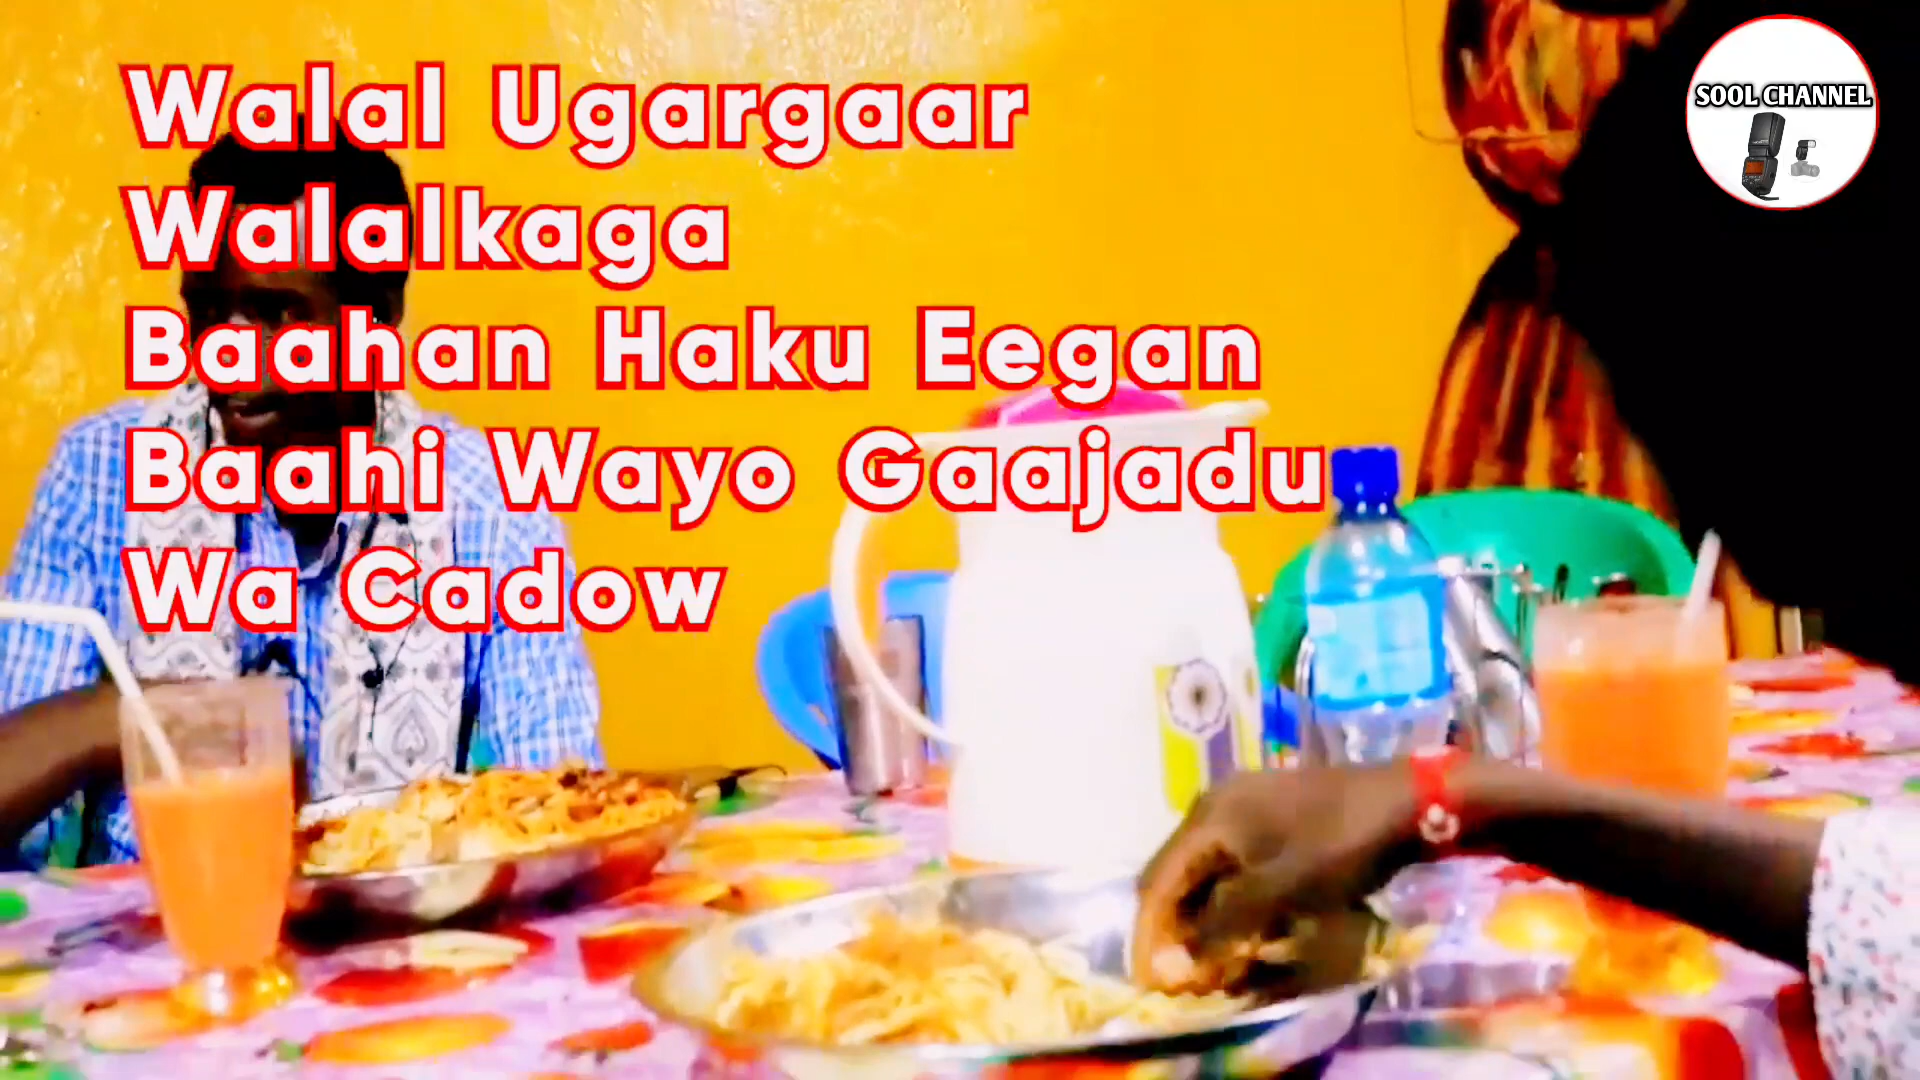 Walal Ugargaar
Walalkaga
Baahan Haku Eegan
Baahi Wayo Gaajadu
Wa Cadow
SOOL CHANNEL